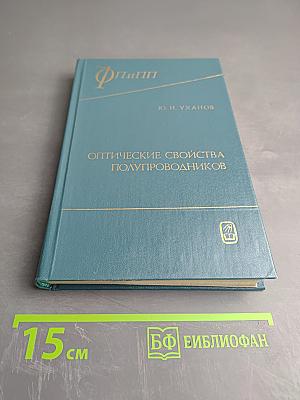 ФПиПП
Ю. И. УХАНОВ
ОПТИЧЕСКИЕ СВОЙСТВА
ПОЛУПРОВОДНИКОВ
15 см
БФ ЕИБЛИОФАН